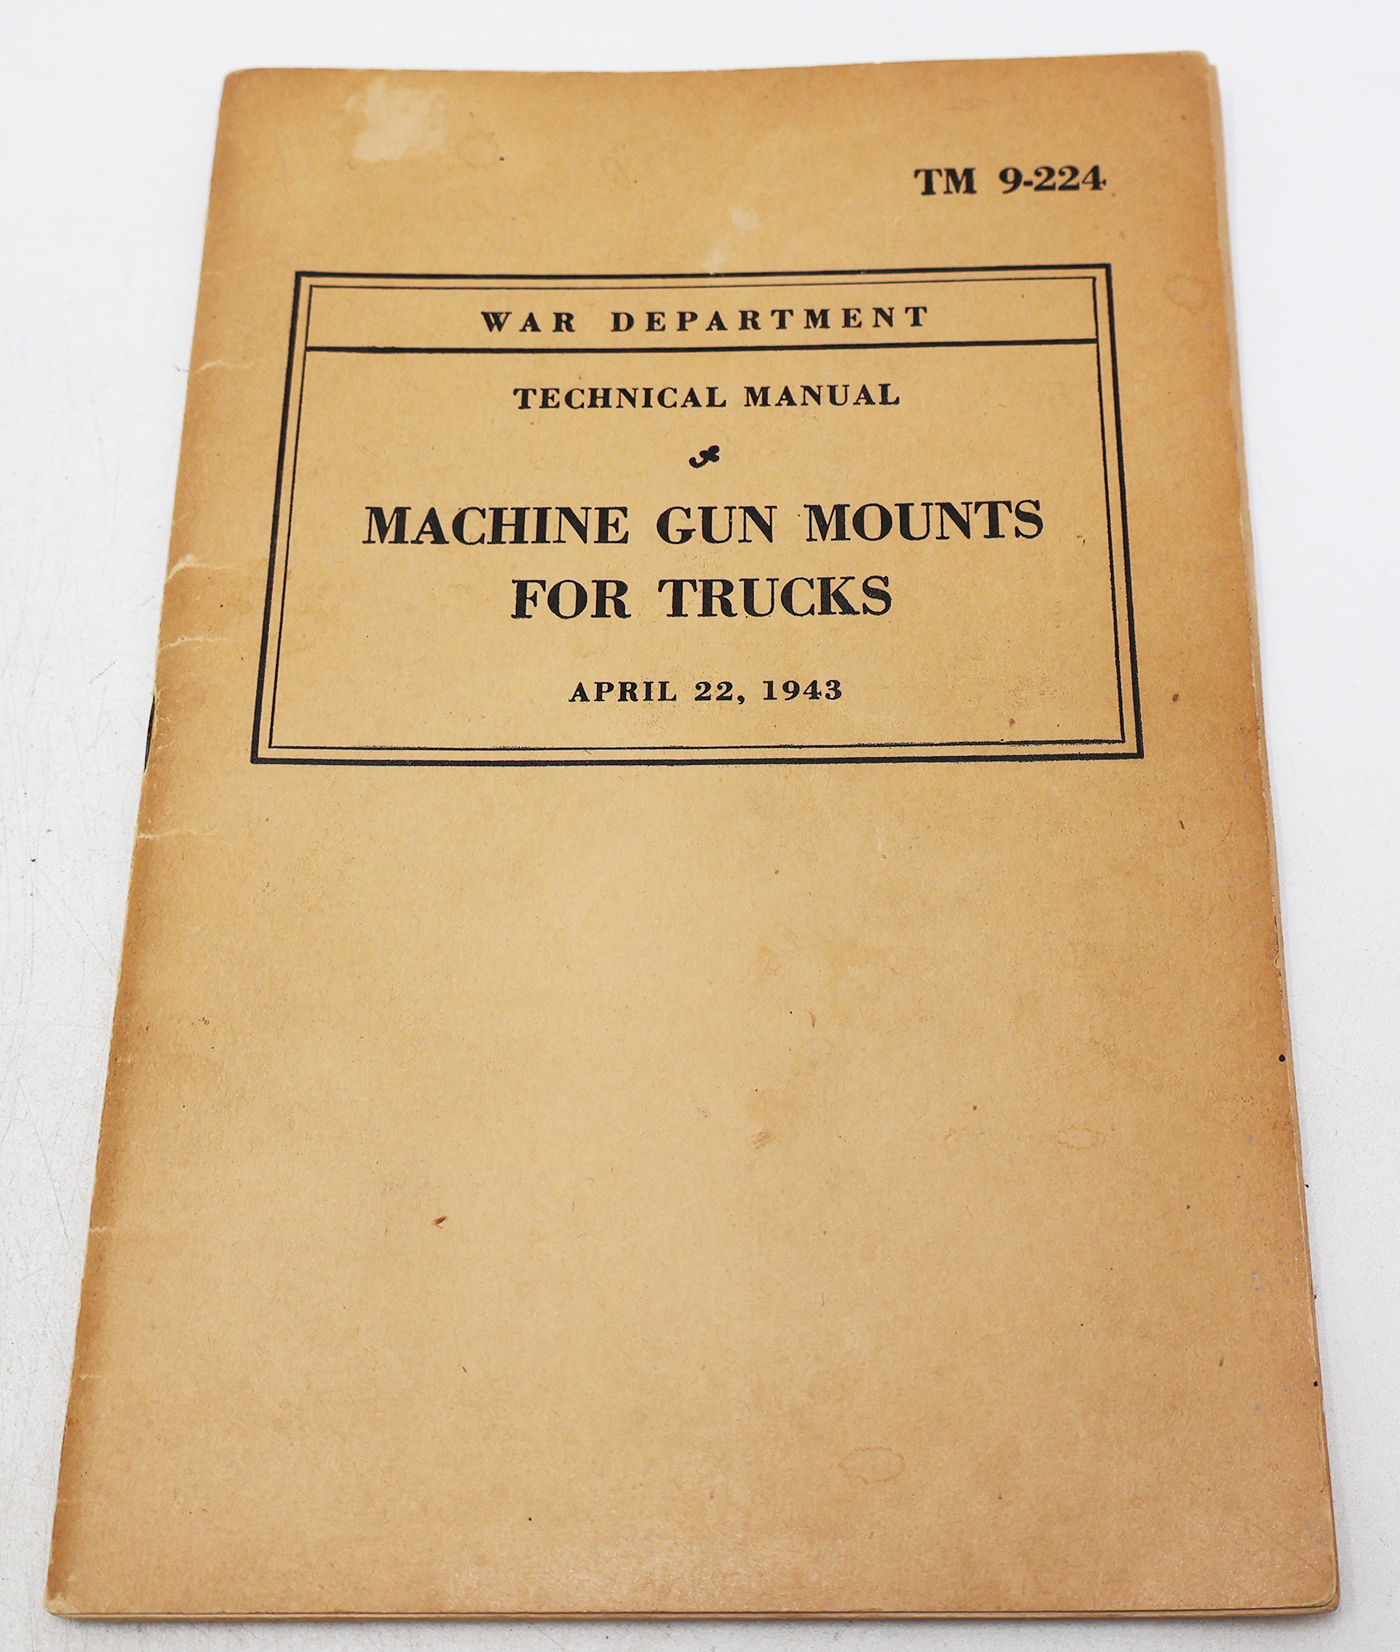 TM 9-224
WAR DEPARTMENT
TECHNICAL MANUAL
MACHINE GUN MOUNTS
FOR TRUCKS
APRIL 22, 1943